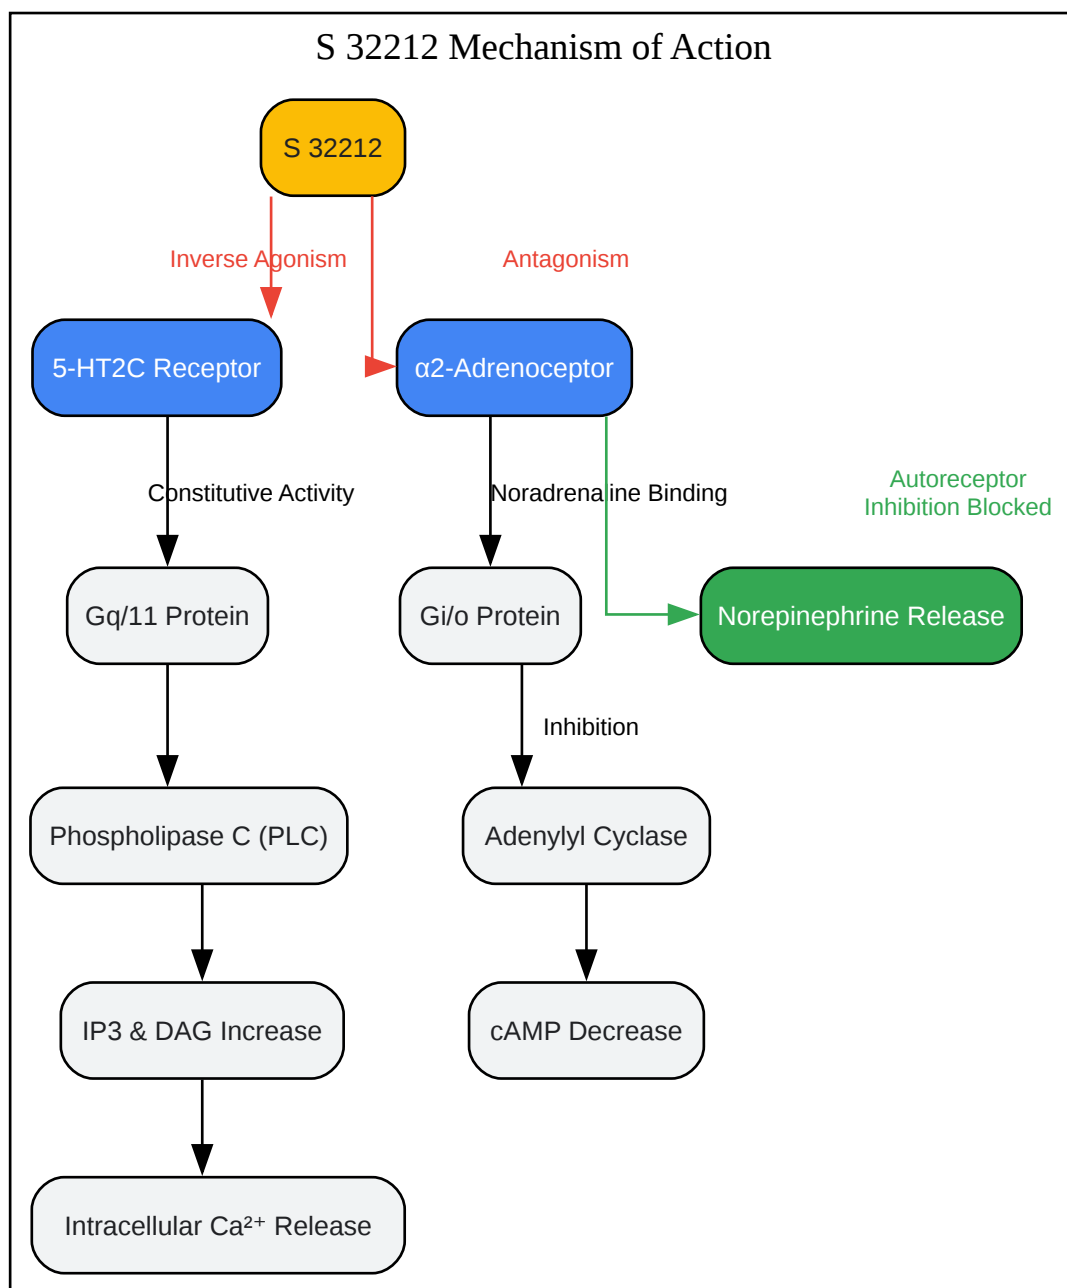 S 32212 Mechanism of Action
S 32212
Inverse Agonism
Antagonism
5-HT2C Receptor
α2-Adrenoceptor
Constitutive Activity
Noradrenaline Binding
Autoreceptor
Inhibition Blocked
Gq/11 Protein
Gi/o Protein
Norepinephrine Release
Inhibition
Phospholipase C (PLC)
Adenylyl Cyclase
IP3 & DAG Increase
cAMP Decrease
Intracellular Ca²⁺ Release